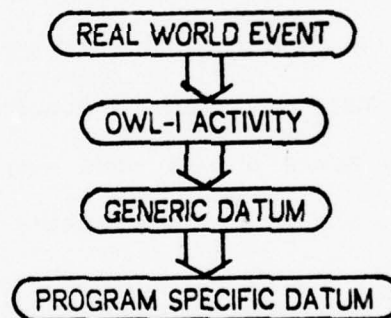 REAL WORLD EVENT
OWL-I ACTIVITY
GENERIC DATUM
PROGRAM SPECIFIC DATUM